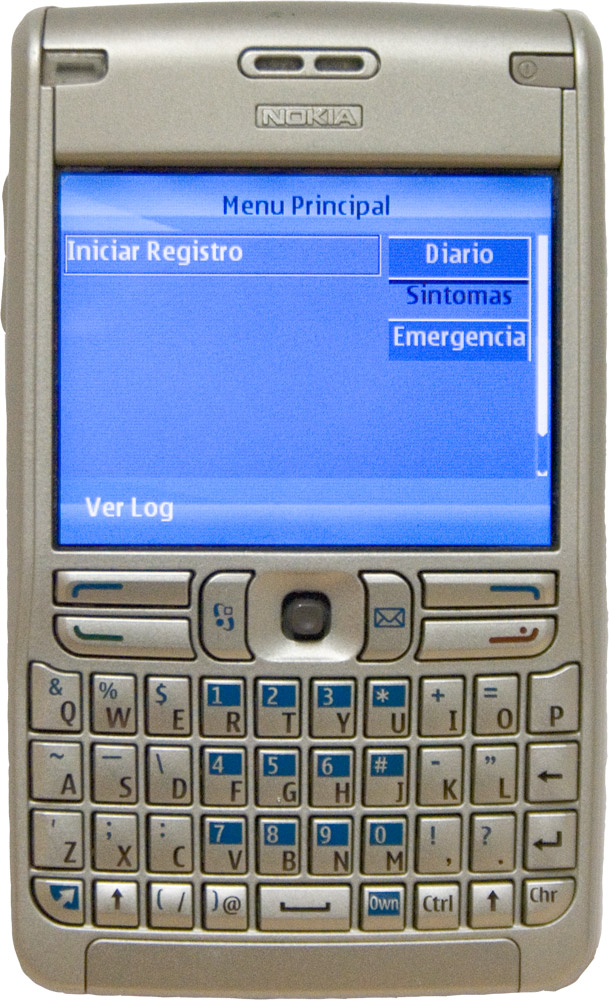 NOKIA
Menu Principal
Iniciar Registro
Diario
Sintomas
Emergencia
Ver Log
& Q % W $ E 1 R 2 T 3 Y * U + I = O P
~ A — S \ D 4 F 5 G 6 H # J - K ” L ←
' Z ; X : C 7 V 8 B 9 N 0 M ! , ? . ↵
↑ ( / ) @ Own Ctrl ↑ Chr